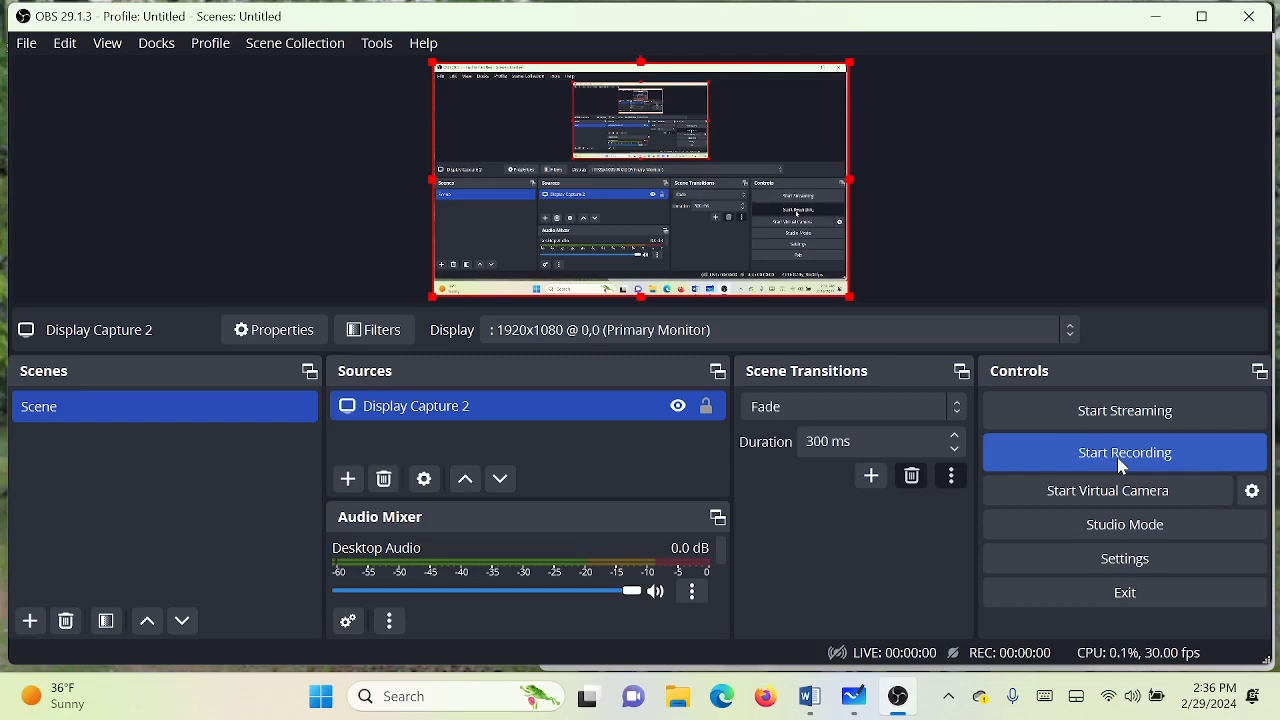 OBS 29.1.3 - Profile: Untitled - Scenes: Untitled
File Edit View Docks Profile Scene Collection Tools Help
Display Capture 2 Properties Filters Display : 1920x1080 @ 0,0 (Primary Monitor)
Scenes Sources Scene Transitions Controls
Scene
Display Capture 2
Fade
Duration 300 ms
Start Streaming
Start Recording
Start Virtual Camera
Studio Mode
Settings
Exit
Audio Mixer
Desktop Audio 0.0 dB
-60 -55 -50 -45 -40 -35 -30 -25 -20 -15 -10 -5 0
LIVE: 00:00:00 REC: 00:00:00 CPU: 0.1%, 30.00 fps
36°F
Sunny
Search
2:36 PM
2/29/2024